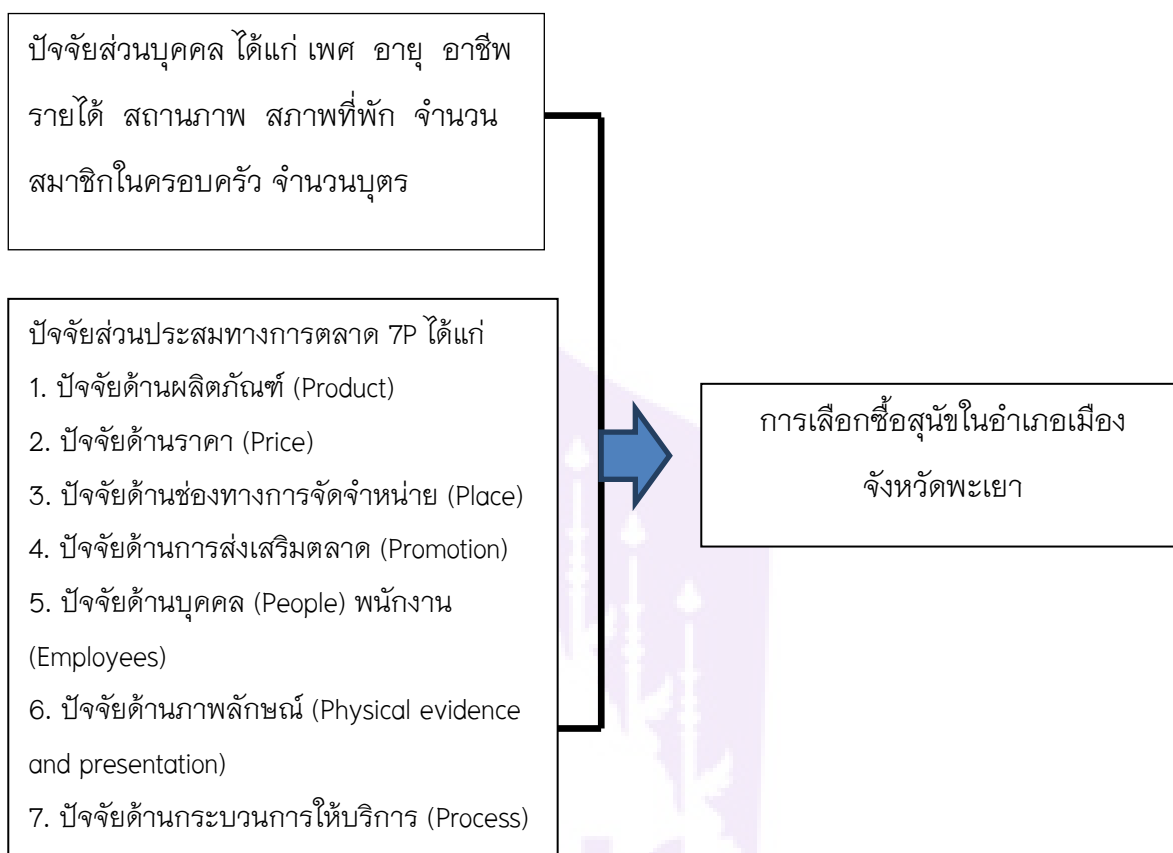 ปัจจัยส่วนบุคคล ได้แก่ เพศ อายุ อาชีพ
รายได้ สถานภาพ สภาพที่พัก จำนวน
สมาชิกในครอบครัว จำนวนบุตร
ปัจจัยส่วนประสมทางการตลาด 7P ได้แก่
1. ปัจจัยด้านผลิตภัณฑ์ (Product)
2. ปัจจัยด้านราคา (Price)
3. ปัจจัยด้านช่องทางการจัดจำหน่าย (Place)
4. ปัจจัยด้านการส่งเสริมตลาด (Promotion)
5. ปัจจัยด้านบุคคล (People) พนักงาน
(Employees)
6. ปัจจัยด้านภาพลักษณ์ (Physical evidence
and presentation)
7. ปัจจัยด้านกระบวนการให้บริการ (Process)
การเลือกซื้อสุนัขในอำเภอเมือง
จังหวัดพะเยา